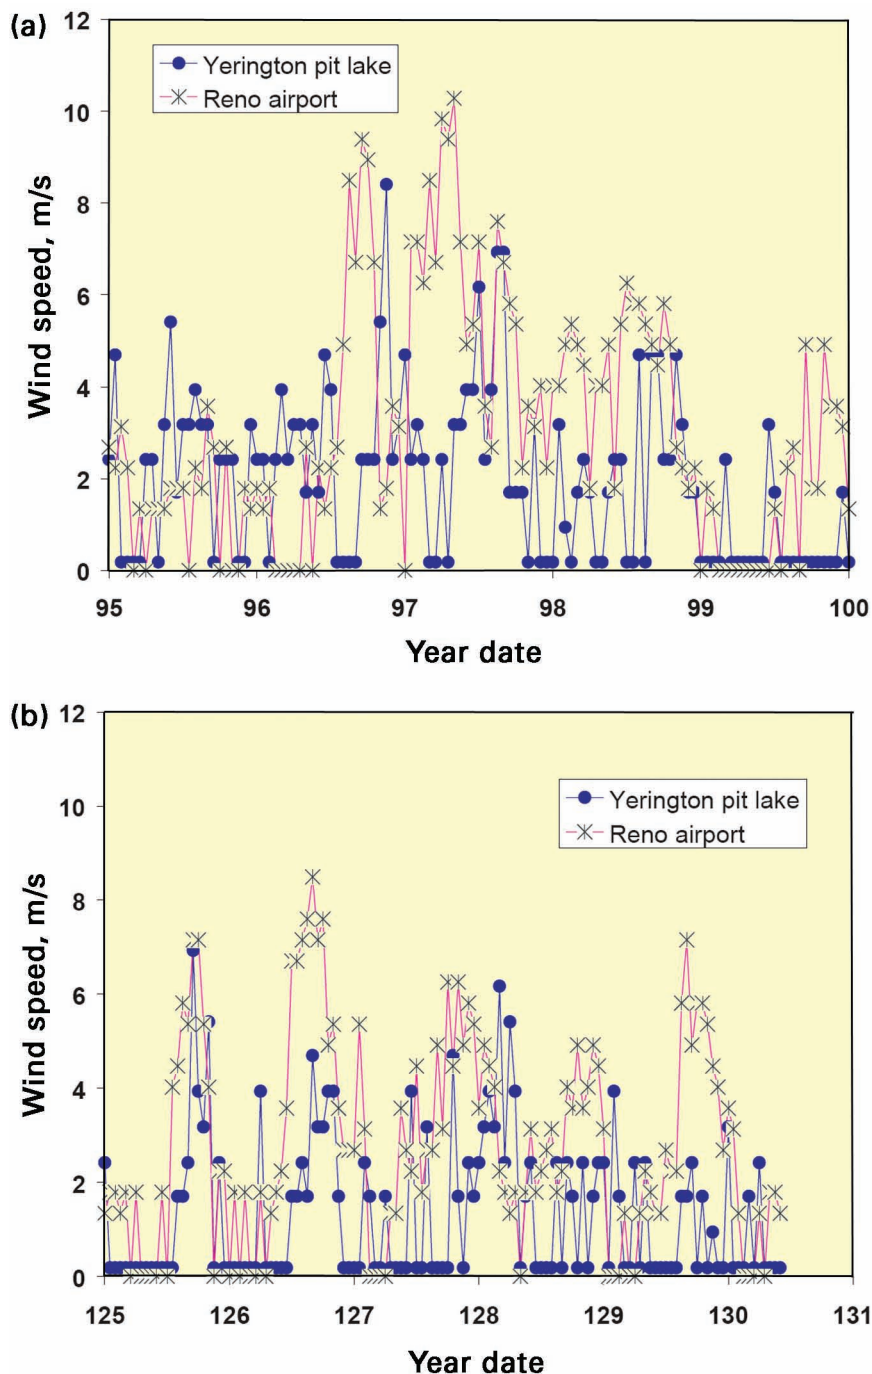 (a)
12
10
8
6
4
2
0
Wind speed, m/s
Yerington pit lake
Reno airport
95 96 97 98 99 100
Year date
(b)
12
10
8
6
4
2
0
Wind speed, m/s
Yerington pit lake
Reno airport
125 126 127 128 129 130 131
Year date